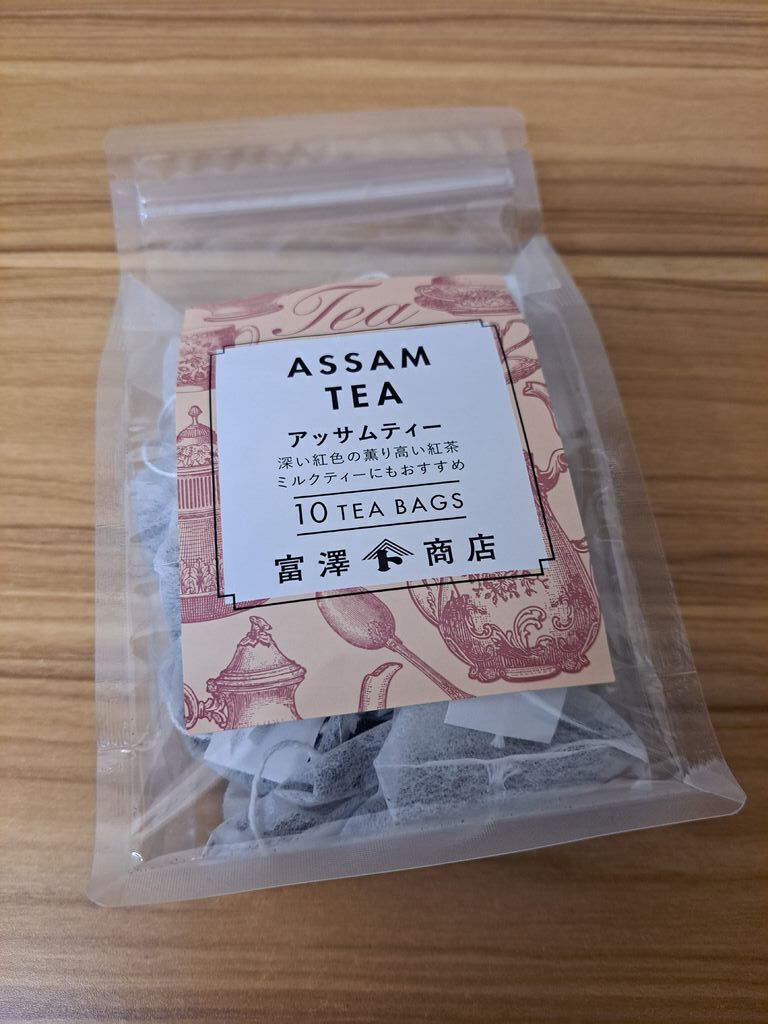 Tea
ASSAM
TEA
アッサムティー
深い紅色の薫り高い紅茶
ミルクティーにもおすすめ
10 TEA BAGS
富澤 ト 商店